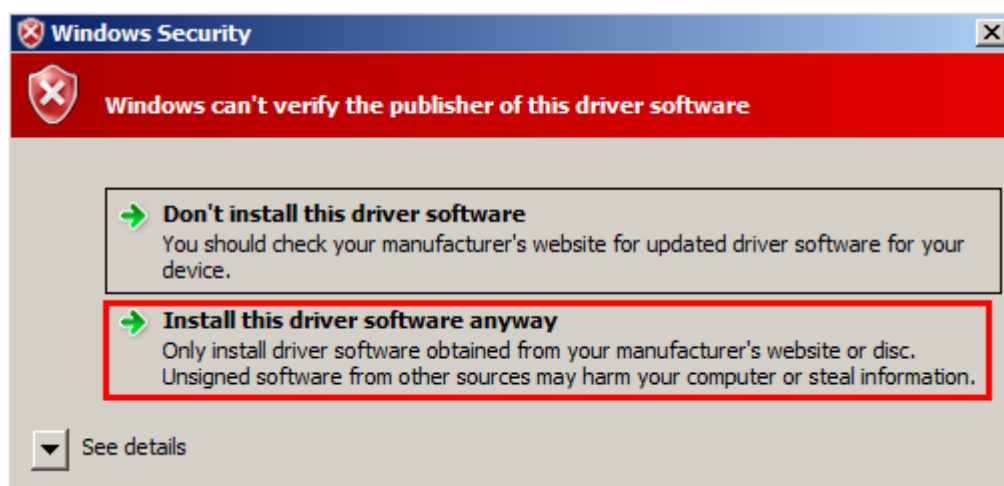 Windows Security
Windows can't verify the publisher of this driver software
Don't install this driver software
You should check your manufacturer's website for updated driver software for your
device.
Install this driver software anyway
Only install driver software obtained from your manufacturer's website or disc.
Unsigned software from other sources may harm your computer or steal information.
See details